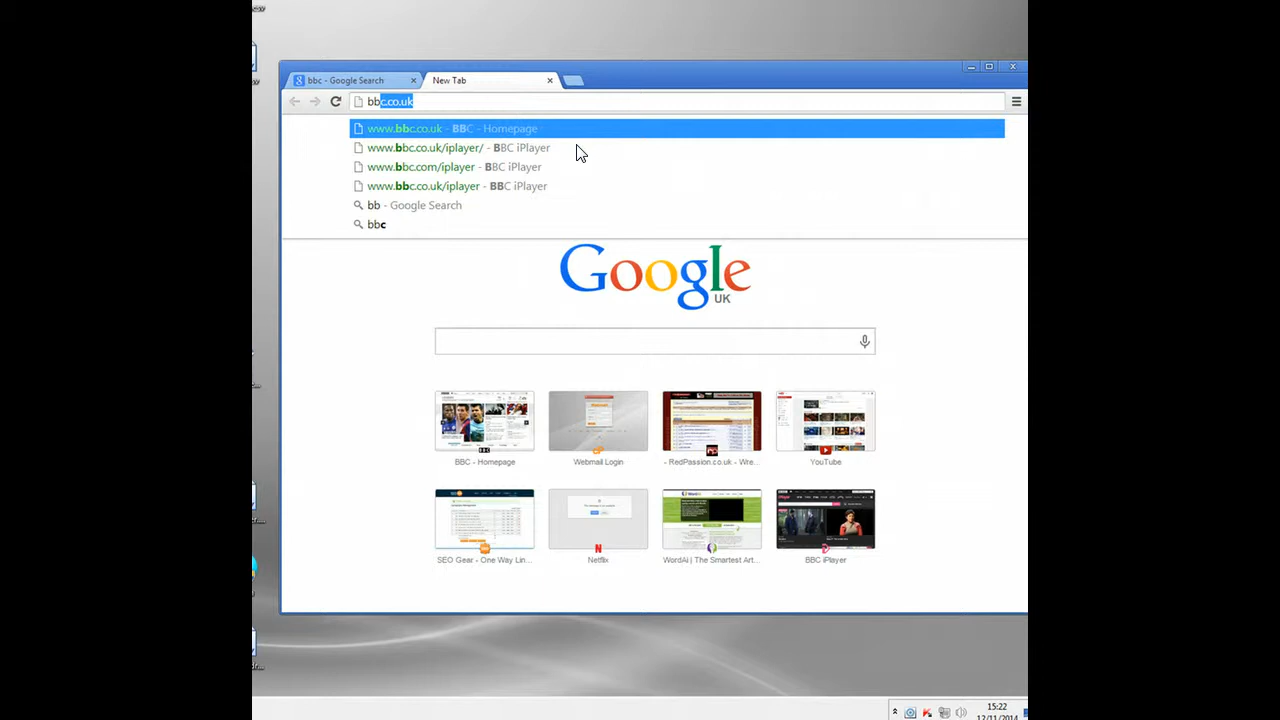 bbc - Google Search
New Tab
bbc.co.uk
www.bbc.co.uk - BBC - Homepage
www.bbc.co.uk/iplayer/ - BBC iPlayer
www.bbc.com/iplayer - BBC iPlayer
www.bbc.co.uk/iplayer - BBC iPlayer
bb - Google Search
bbc
Google
UK
BBC - Homepage
Webmail Login
- RedPassion.co.uk - Wre...
YouTube
SEO Gear - One Way Lin...
Netflix
WordAi | The Smartest Art...
BBC iPlayer
15:22
12/11/2014